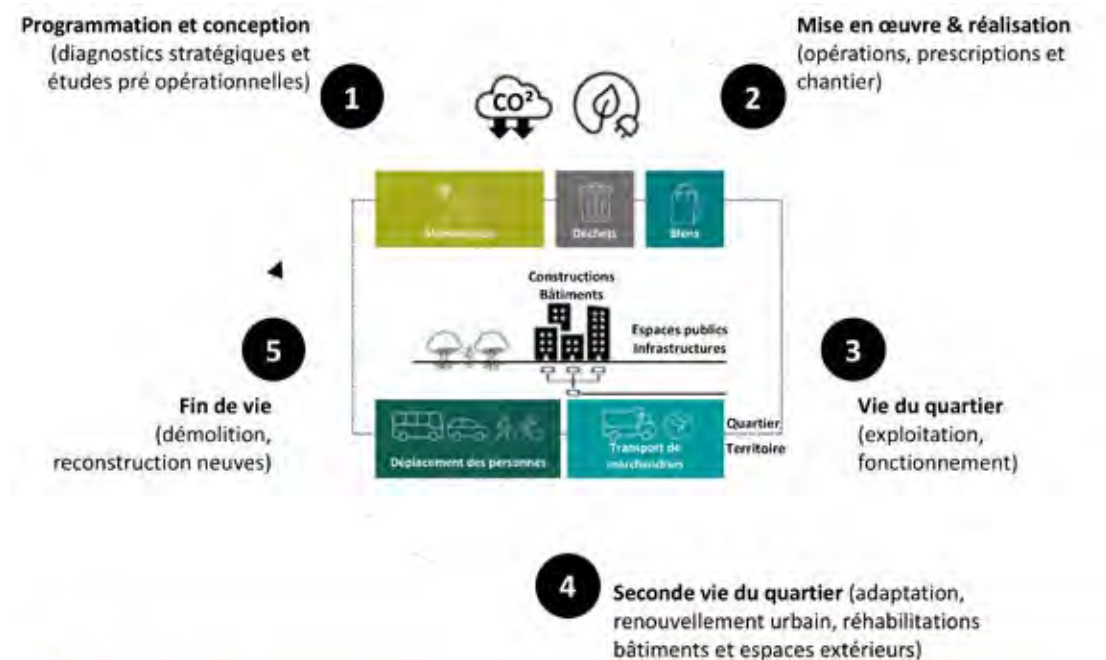 Programmation et conception
(diagnostics stratégiques et
études pré opérationnelles)
1
CO²
2
Mise en œuvre & réalisation
(opérations, prescriptions et
chantier)
Déchets
Biens
Constructions
Bâtiments
Espaces publics
Infrastructures
5
Fin de vie
(démolition,
reconstruction neuves)
3
Vie du quartier
(exploitation,
fonctionnement)
Déplacement des personnes
Transport de
Quartier
Territoire
4
Seconde vie du quartier (adaptation,
renouvellement urbain, réhabilitations
bâtiments et espaces extérieurs)